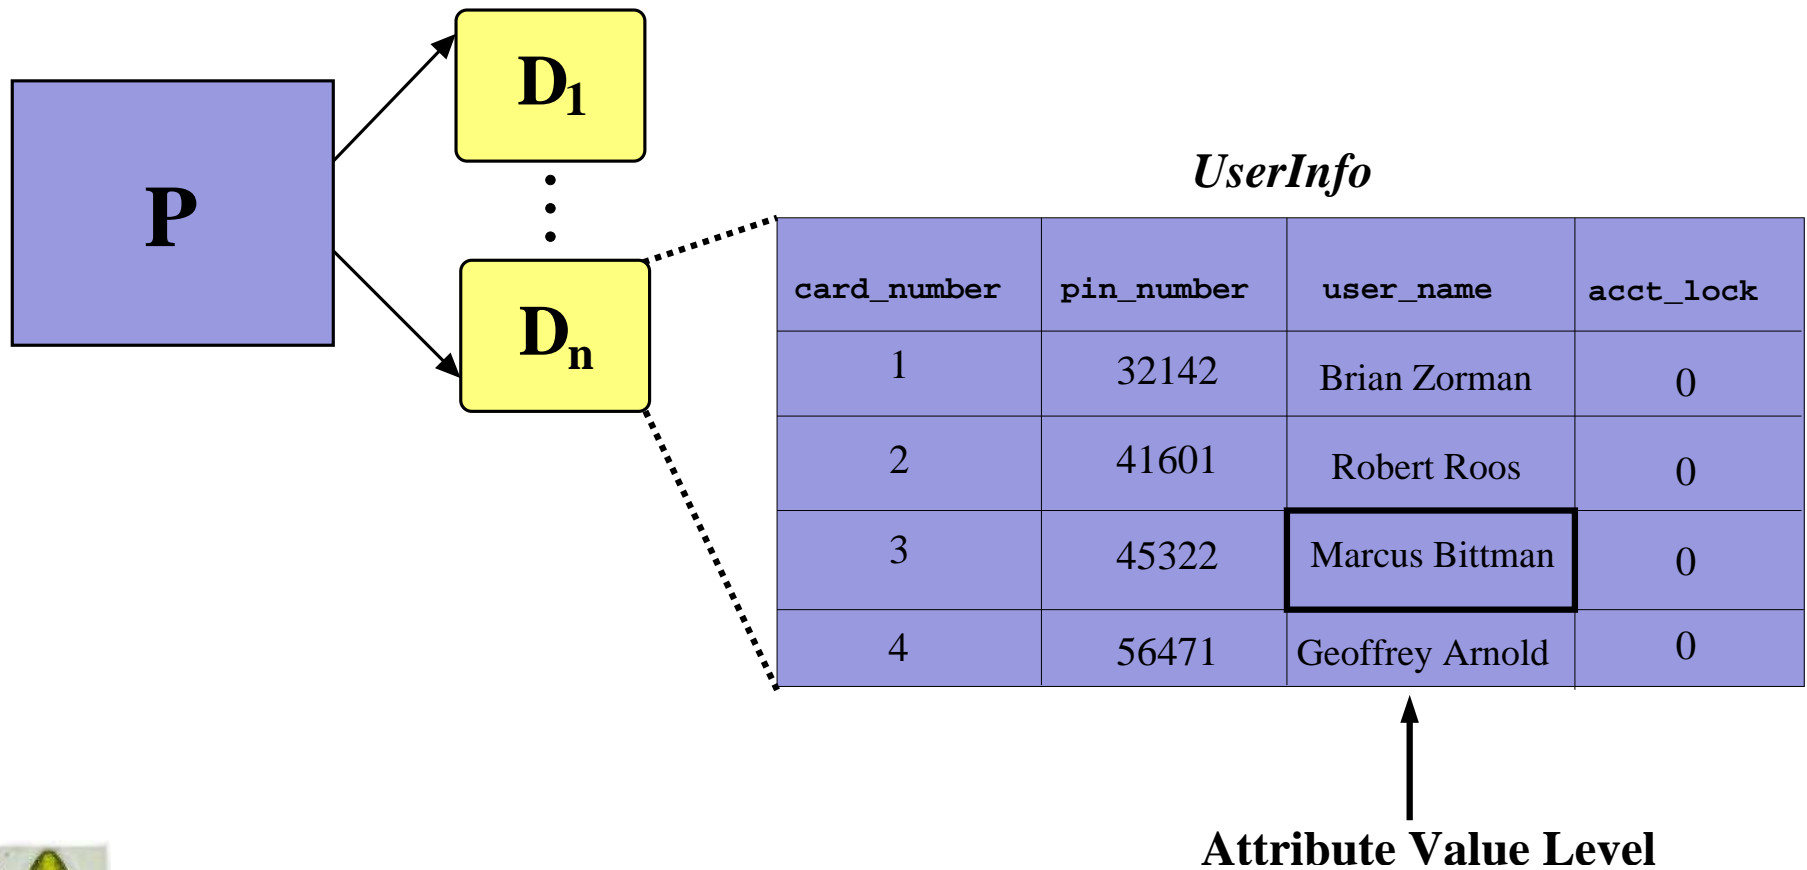 D1
P
Dn
UserInfo
card_number pin_number user_name acct_lock
1 32142 Brian Zorman 0
2 41601 Robert Roos 0
3 45322 Marcus Bittman 0
4 56471 Geoffrey Arnold 0
Attribute Value Level